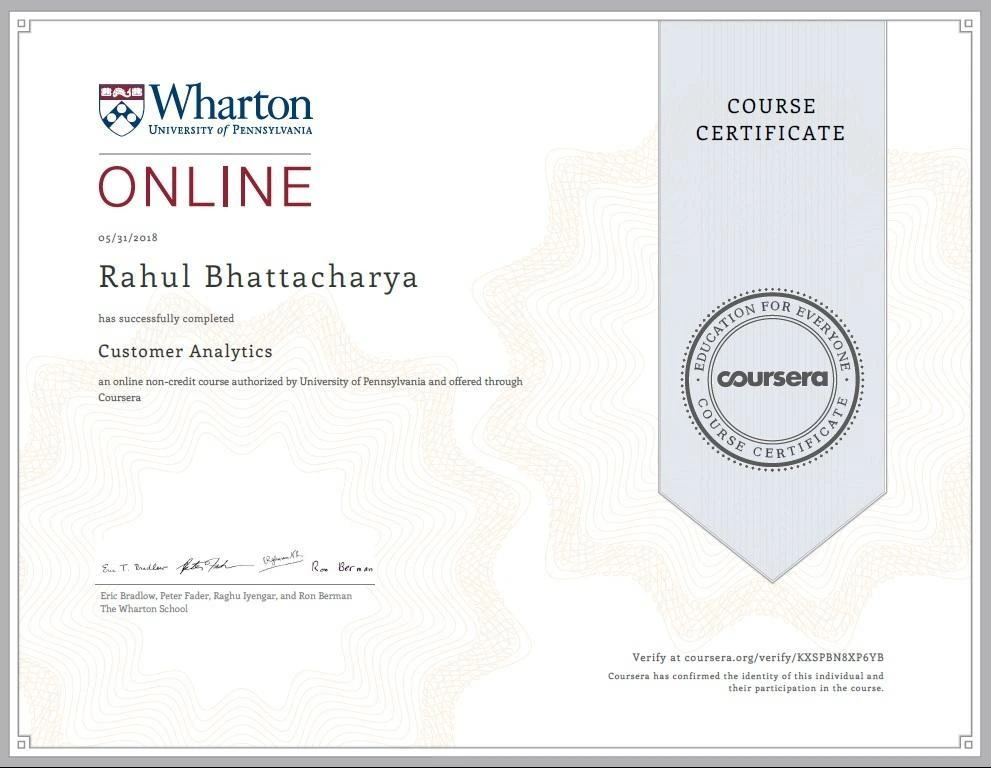 Wharton
UNIVERSITY of PENNSYLVANIA
ONLINE
05/31/2018
Rahul Bhattacharya
has successfully completed
Customer Analytics
an online non-credit course authorized by University of Pennsylvania and offered through
Coursera
Eric T. Bradlow
Ron Berman
Eric Bradlow, Peter Fader, Raghu Iyengar, and Ron Berman
The Wharton School
COURSE
CERTIFICATE
EDUCATION FOR EVERYONE
coursera
COURSE CERTIFICATE
Verify at coursera.org/verify/KXSPBN8XP6YB
Coursera has confirmed the identity of this individual and
their participation in the course.